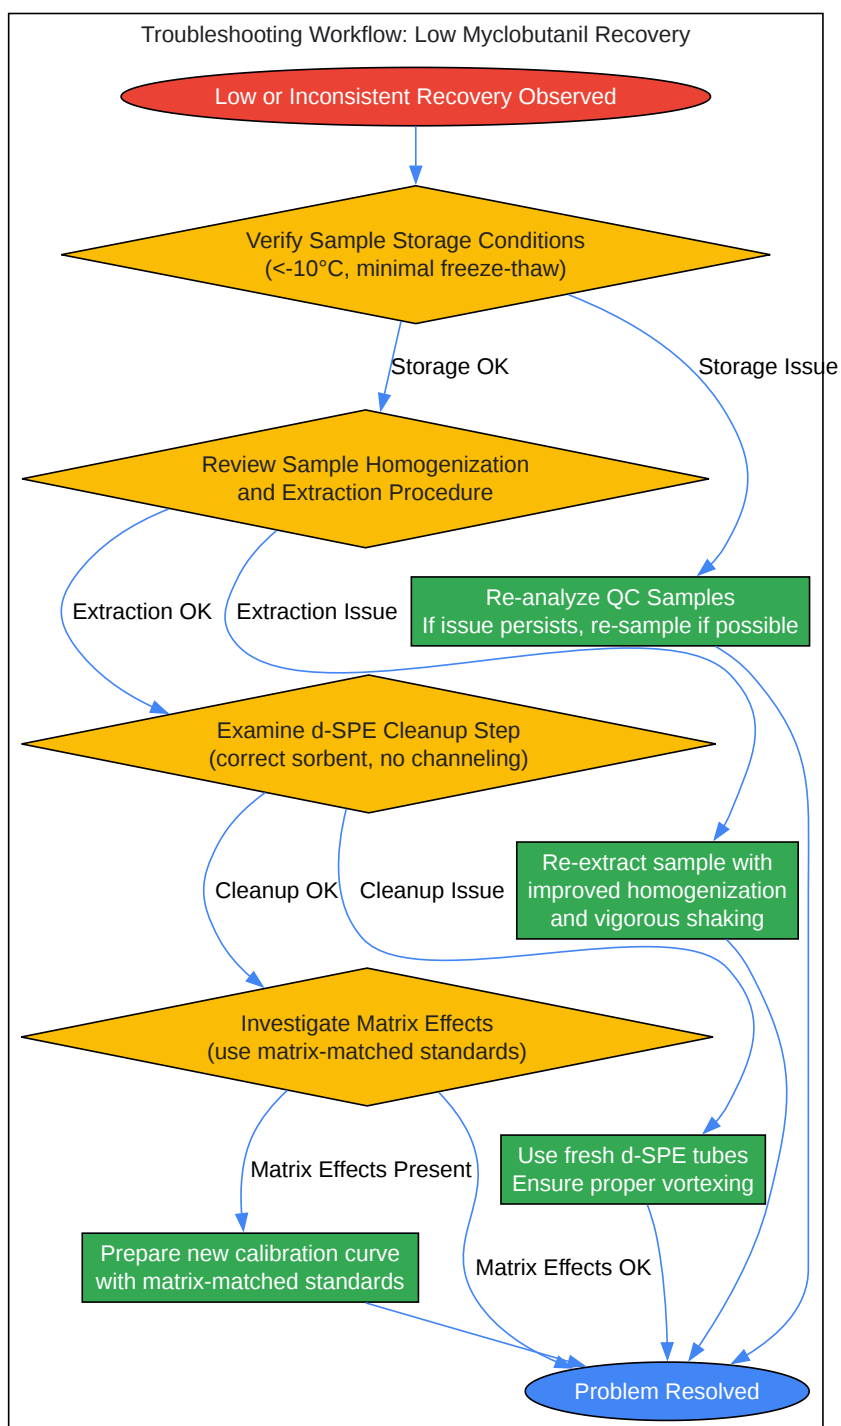 Troubleshooting Workflow: Low Myclobutanil Recovery
Low or Inconsistent Recovery Observed
Verify Sample Storage Conditions
(<-10°C, minimal freeze-thaw)
Storage OK
Storage Issue
Review Sample Homogenization
and Extraction Procedure
Extraction OK
Extraction Issue
Re-analyze QC Samples
If issue persists, re-sample if possible
Examine d-SPE Cleanup Step
(correct sorbent, no channeling)
Cleanup OK
Cleanup Issue
Re-extract sample with
improved homogenization
and vigorous shaking
Investigate Matrix Effects
(use matrix-matched standards)
Matrix Effects Present
Use fresh d-SPE tubes
Ensure proper vortexing
Prepare new calibration curve
with matrix-matched standards
Matrix Effects OK
Problem Resolved